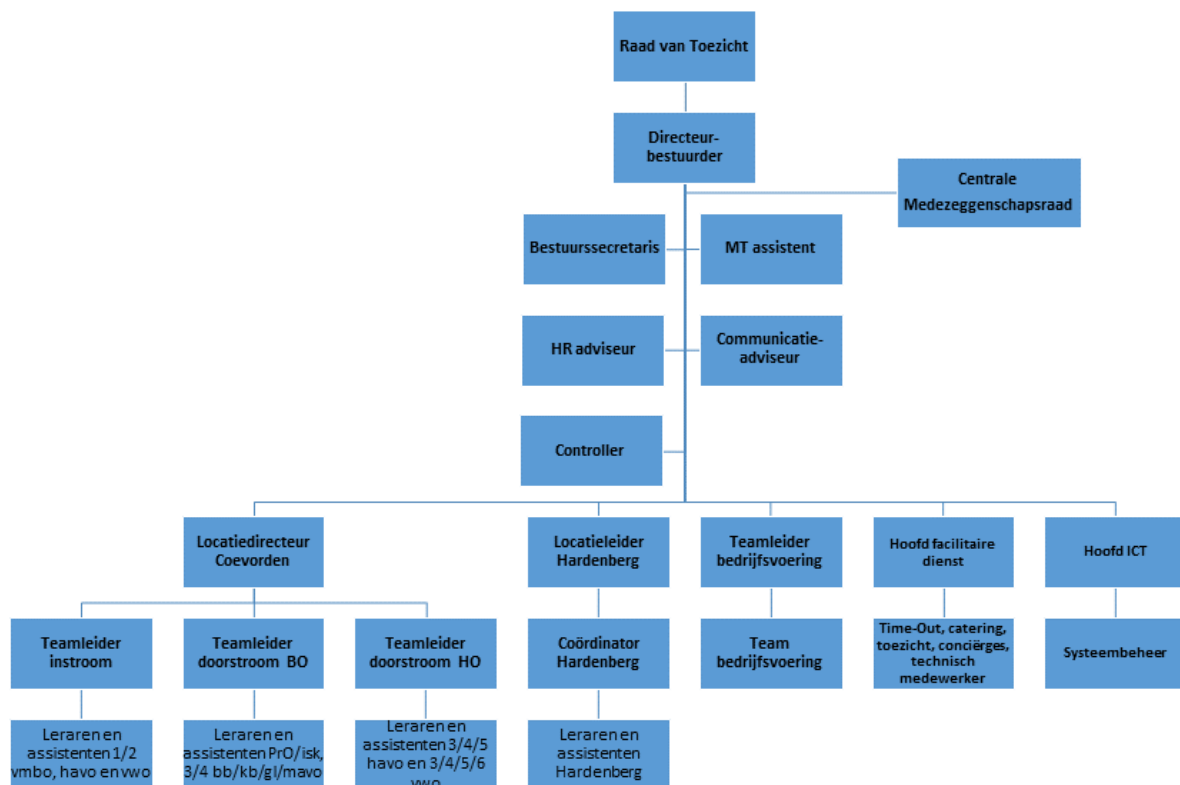 Raad van Toezicht
Directeur-
bestuurder
Centrale
Medezeggenschapsraad
Bestuurssecretaris
MT assistent
HR adviseur
Communicatie-
adviseur
Controller
Locatiedirecteur
Coevorden
Locatieleider
Hardenberg
Teamleider
bedrijfsvoering
Hoofd facilitaire
dienst
Hoofd ICT
Teamleider
instroom
Teamleider
doorstroom BO
Teamleider
doorstroom HO
Coördinator
Hardenberg
Team
bedrijfsvoering
Time-Out, catering,
toezicht, conciërges,
technisch
medewerker
Systeembeheer
Leraren en
assistenten 1/2
vmbo, havo en vwo
Leraren en
assistenten PrO/isk,
3/4 bb/kb/gl/mavo
Leraren en
assistenten 3/4/5
havo en 3/4/5/6
vwo
Leraren en
assistenten
Hardenberg